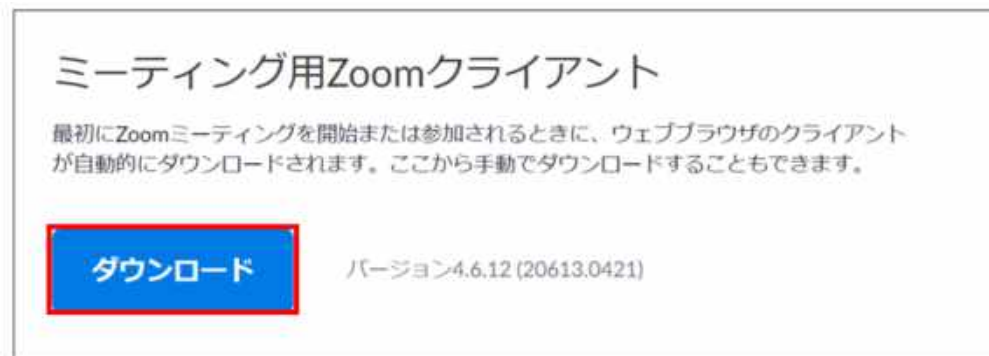 ミーティング用Zoomクライアント
最初にZoomミーティングを開始または参加されるときに、ウェブブラウザのクライアント
が自動的にダウンロードされます。ここから手動でダウンロードすることもできます。
ダウンロード バージョン4.6.12 (20613.0421)